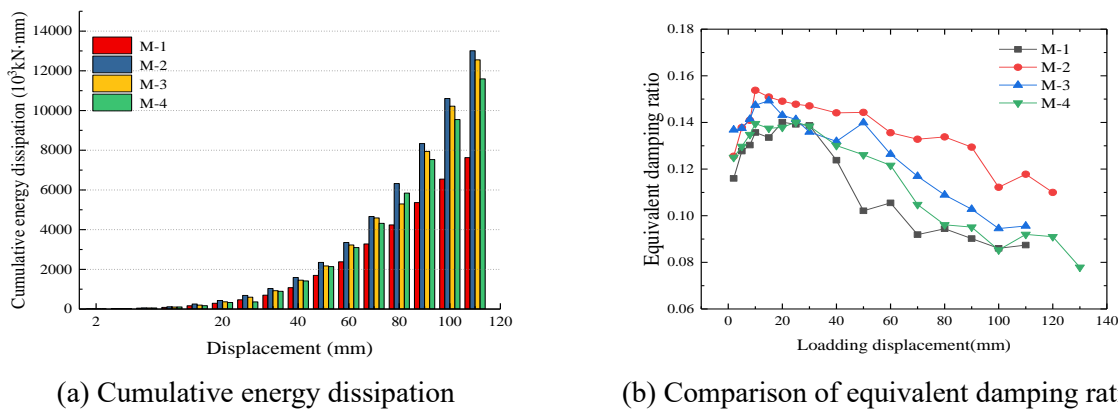 14000
12000
10000
8000
6000
4000
2000
0
Cumulative energy dissipation (10³kN·mm)
M-1
M-2
M-3
M-4
2 20 40 60 80 100 120
Displacement (mm)
(a) Cumulative energy dissipation
0.18
0.16
0.14
0.12
0.10
0.08
0.06
Equivalent damping ratio
M-1
M-2
M-3
M-4
0 20 40 60 80 100 120 140
Loadding displacement(mm)
(b) Comparison of equivalent damping rat